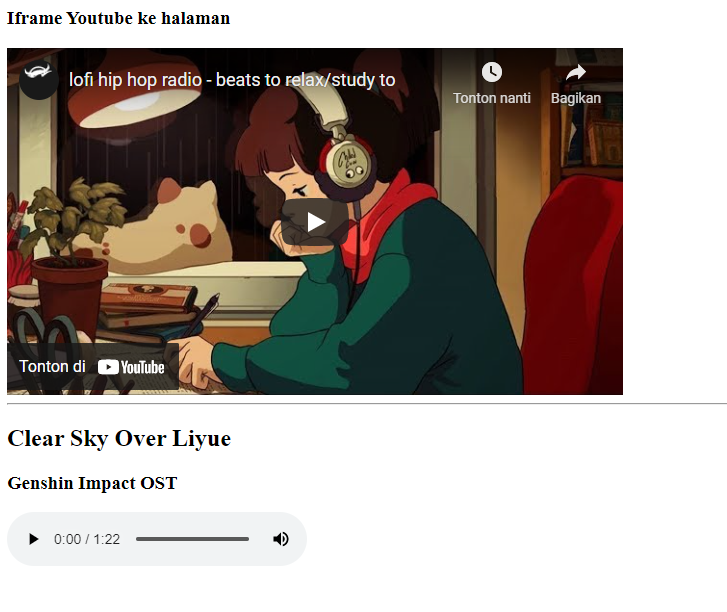 Iframe Youtube ke halaman
lofi hip hop radio - beats to relax/study to
Tonton nanti
Bagikan
Tonton di YouTube
Clear Sky Over Liyue
Genshin Impact OST
0:00 / 1:22